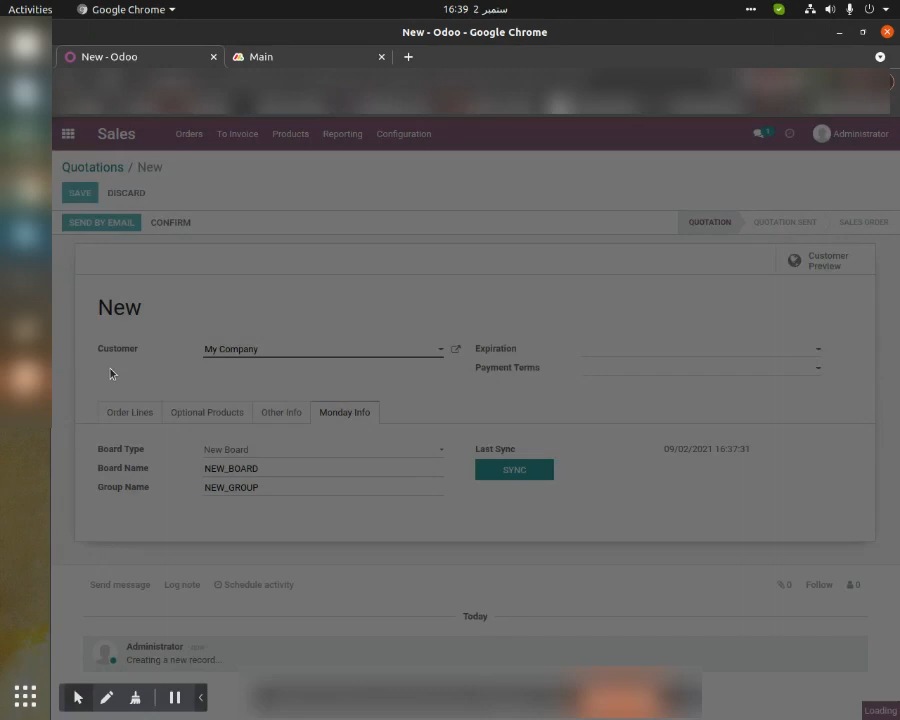 Activities
Google Chrome
16:39 2 ستمبر
New - Odoo - Google Chrome
New - Odoo
Main
Sales
Orders
To Invoice
Products
Reporting
Configuration
1
Administrator
Quotations / New
SAVE
DISCARD
SEND BY EMAIL
CONFIRM
QUOTATION
QUOTATION SENT
SALES ORDER
Customer
Preview
New
Customer
My Company
Expiration
Payment Terms
Order Lines
Optional Products
Other Info
Monday Info
Board Type
New Board
Last Sync
09/02/2021 16:37:31
Board Name
NEW_BOARD
SYNC
Group Name
NEW_GROUP
Send message
Log note
Schedule activity
0
Follow
0
Today
Administrator - now
Creating a new record...
Loading